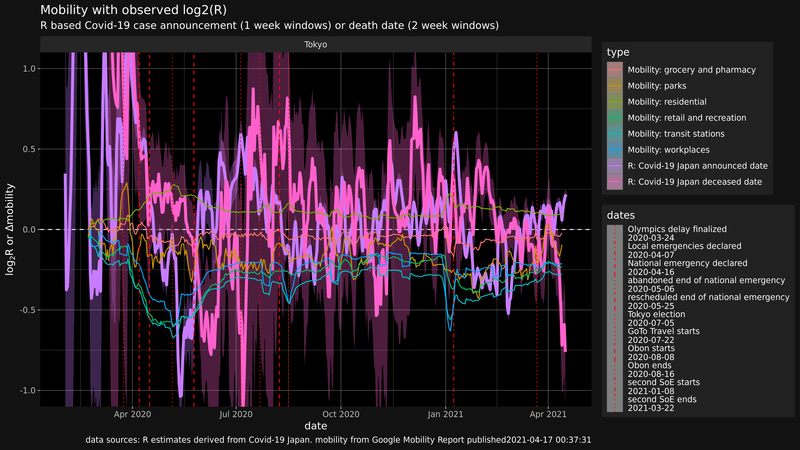 Mobility with observed log2(R)
R based Covid-19 case announcement (1 week windows) or death date (2 week windows)
Tokyo
1.0
0.5
0.0
-0.5
-1.0
log₂R or Δmobility
Apr 2020
Jul 2020
Oct 2020
Jan 2021
Apr 2021
date
data sources: R estimates derived from Covid-19 Japan. mobility from Google Mobility Report published2021-04-17 00:37:31
type
Mobility: grocery and pharmacy
Mobility: parks
Mobility: residential
Mobility: retail and recreation
Mobility: transit stations
Mobility: workplaces
R: Covid-19 Japan announced date
R: Covid-19 Japan deceased date
dates
Olympics delay finalized
2020-03-24
Local emergencies declared
2020-04-07
National emergency declared
2020-04-16
abandoned end of national emergency
2020-05-06
rescheduled end of national emergency
2020-05-25
Tokyo election
2020-07-05
GoTo Travel starts
2020-07-22
Obon starts
2020-08-08
Obon ends
2020-08-16
second SoE starts
2021-01-08
second SoE ends
2021-03-22